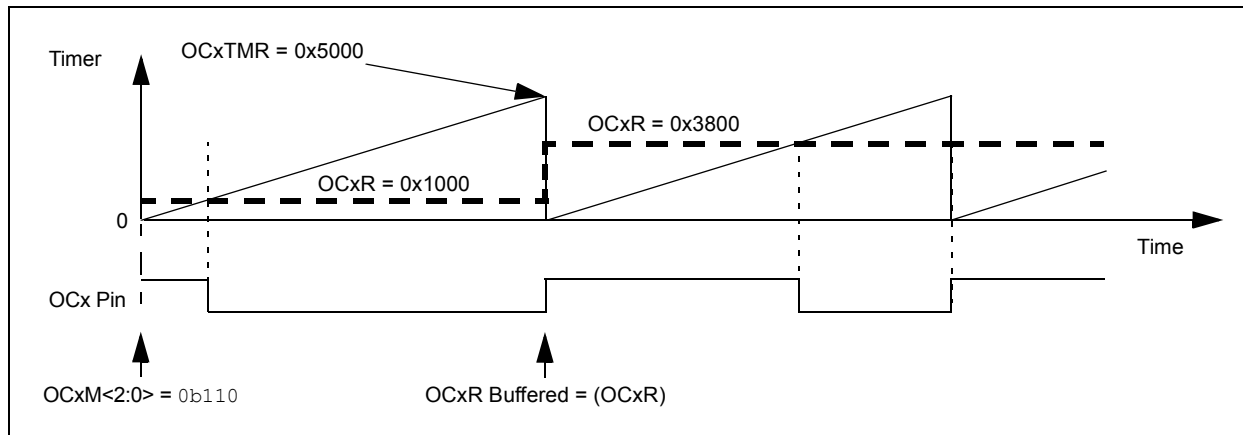 OCxTMR = 0x5000
Timer
OCxR = 0x3800
OCxR = 0x1000
0
Time
OCx Pin
OCxM<2:0> = 0b110
OCxR Buffered = (OCxR)